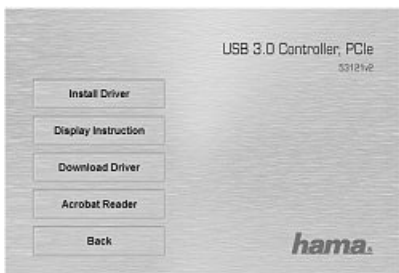 USB 3.0 Controller, PCIe
53121v2
Install Driver
Display Instruction
Download Driver
Acrobat Reader
Back
hama.